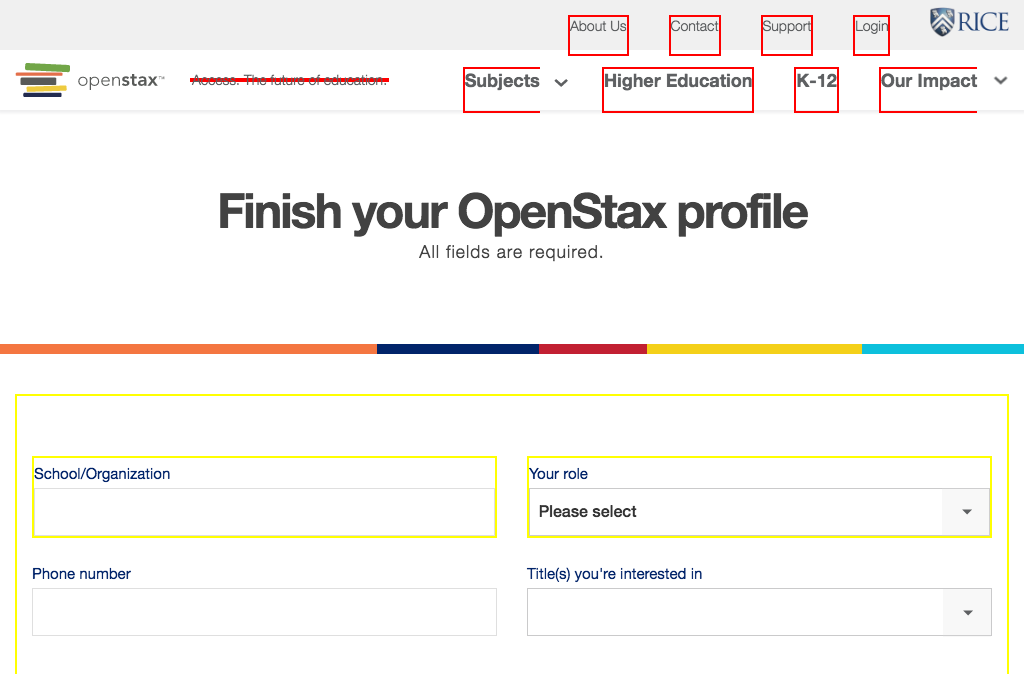 About Us Contact Support Login RICE
openstax™ Access. The future of education. Subjects Higher Education K-12 Our Impact
Finish your OpenStax profile
All fields are required.
School/Organization Your role
Please select
Phone number Title(s) you're interested in